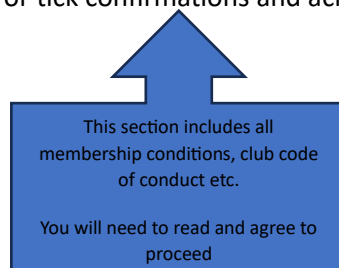 or tick confirmations and
This section includes all
membership conditions, club code
of conduct etc.
You will need to read and agree to
proceed